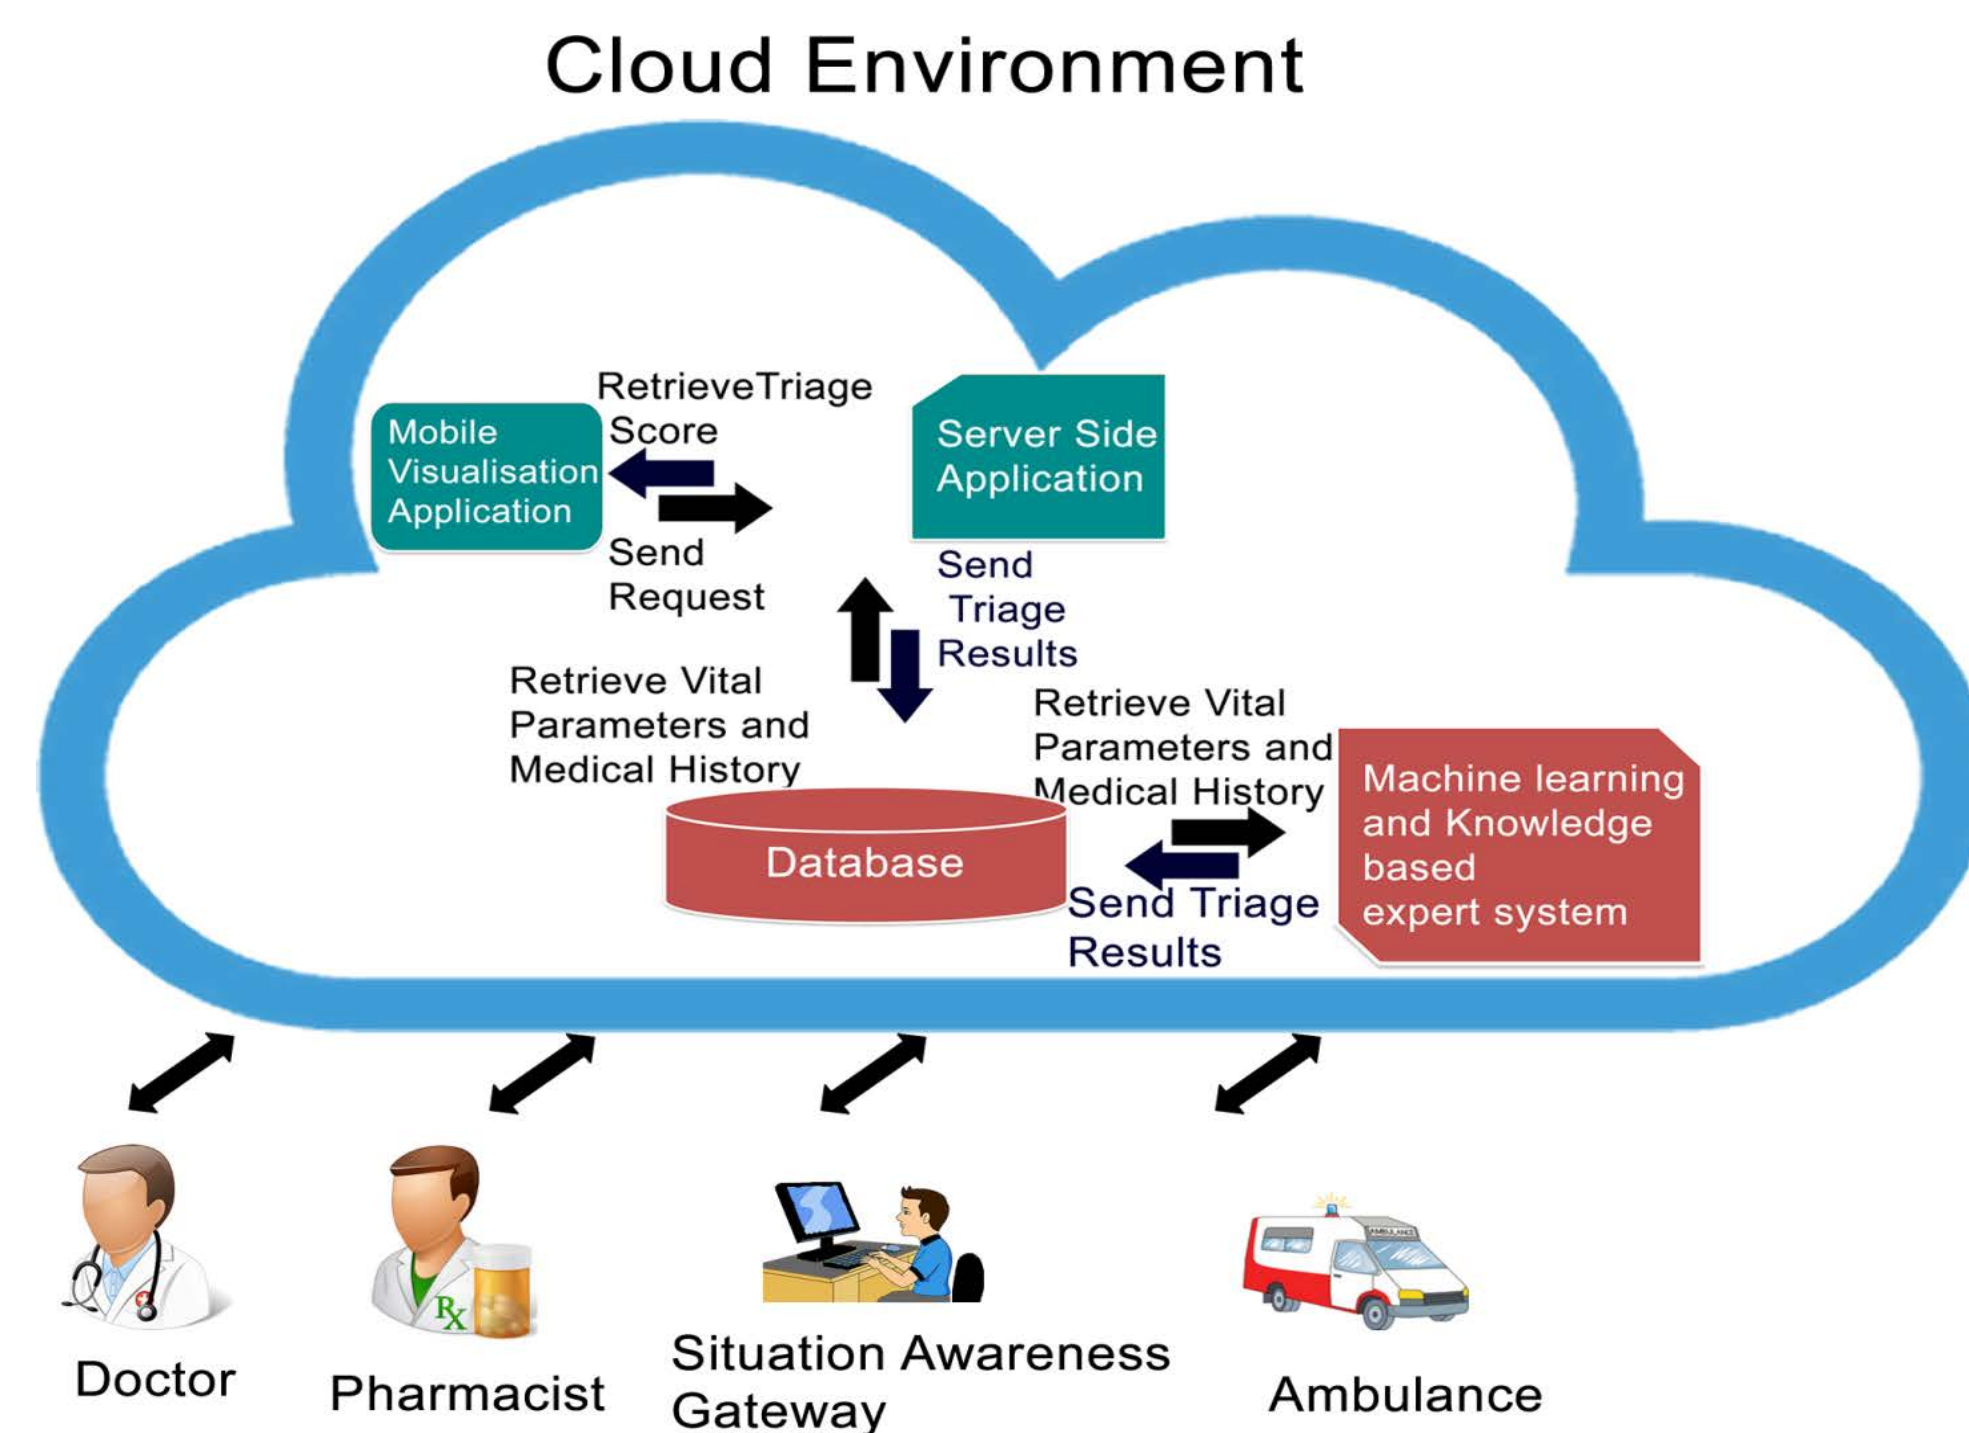 Cloud Environment
RetrieveTriage
Score
Mobile
Visualisation
Application
Send
Request
Server Side
Application
Send
Triage
Results
Retrieve Vital
Parameters and
Medical History
Retrieve Vital
Parameters and
Medical History
Database
Send Triage
Results
Machine learning
and Knowledge
based
expert system
AMBULANCE
Rx
Doctor
Pharmacist
Situation Awareness
Gateway
Ambulance